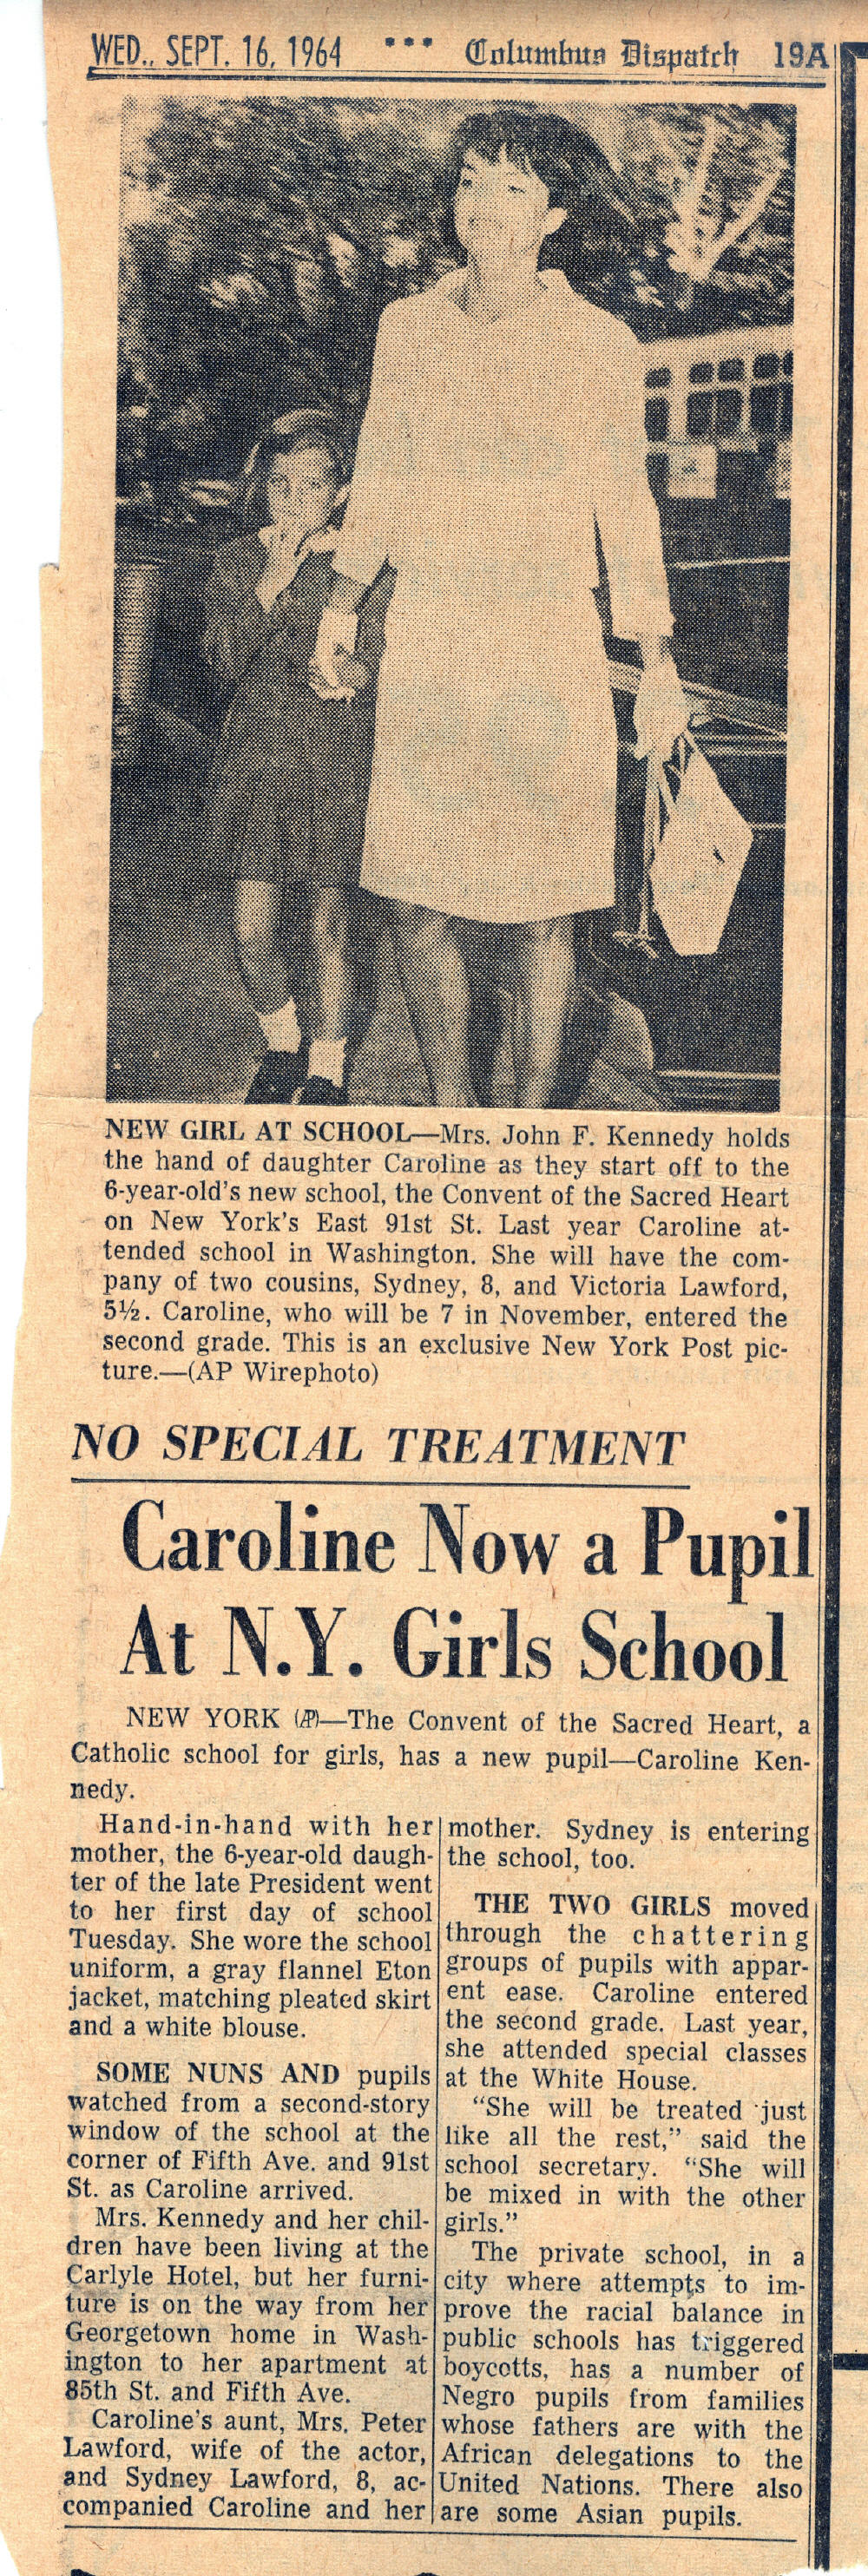 WED., SEPT. 16, 1964 *** Columbus Dispatch 19A
NEW GIRL AT SCHOOL—Mrs. John F. Kennedy holds
the hand of daughter Caroline as they start off to the
6-year-old's new school, the Convent of the Sacred Heart
on New York's East 91st St. Last year Caroline at-
tended school in Washington. She will have the com-
pany of two cousins, Sydney, 8, and Victoria Lawford,
5½. Caroline, who will be 7 in November, entered the
second grade. This is an exclusive New York Post pic-
ture.—(AP Wirephoto)
NO SPECIAL TREATMENT
Caroline Now a Pupil
At N.Y. Girls School
NEW YORK (AP)—The Convent of the Sacred Heart, a
Catholic school for girls, has a new pupil—Caroline Ken-
nedy.
Hand-in-hand with her
mother, the 6-year-old daugh-
ter of the late President went
to her first day of school
Tuesday. She wore the school
uniform, a gray flannel Eton
jacket, matching pleated skirt
and a white blouse.
SOME NUNS AND pupils
watched from a second-story
window of the school at the
corner of Fifth Ave. and 91st
St. as Caroline arrived.
Mrs. Kennedy and her chil-
dren have been living at the
Carlyle Hotel, but her furni-
ture is on the way from her
Georgetown home in Wash-
ington to her apartment at
85th St. and Fifth Ave.
Caroline's aunt, Mrs. Peter
Lawford, wife of the actor,
and Sydney Lawford, 8, ac-
companied Caroline and her
mother. Sydney is entering
the school, too.
THE TWO GIRLS moved
through the chattering
groups of pupils with appar-
ent ease. Caroline entered
the second grade. Last year,
she attended special classes
at the White House.
"She will be treated just
like all the rest," said the
school secretary. "She will
be mixed in with the other
girls."
The private school, in a
city where attempts to im-
prove the racial balance in
public schools has triggered
boycotts, has a number of
Negro pupils from families
whose fathers are with the
African delegations to the
United Nations. There also
are some Asian pupils.